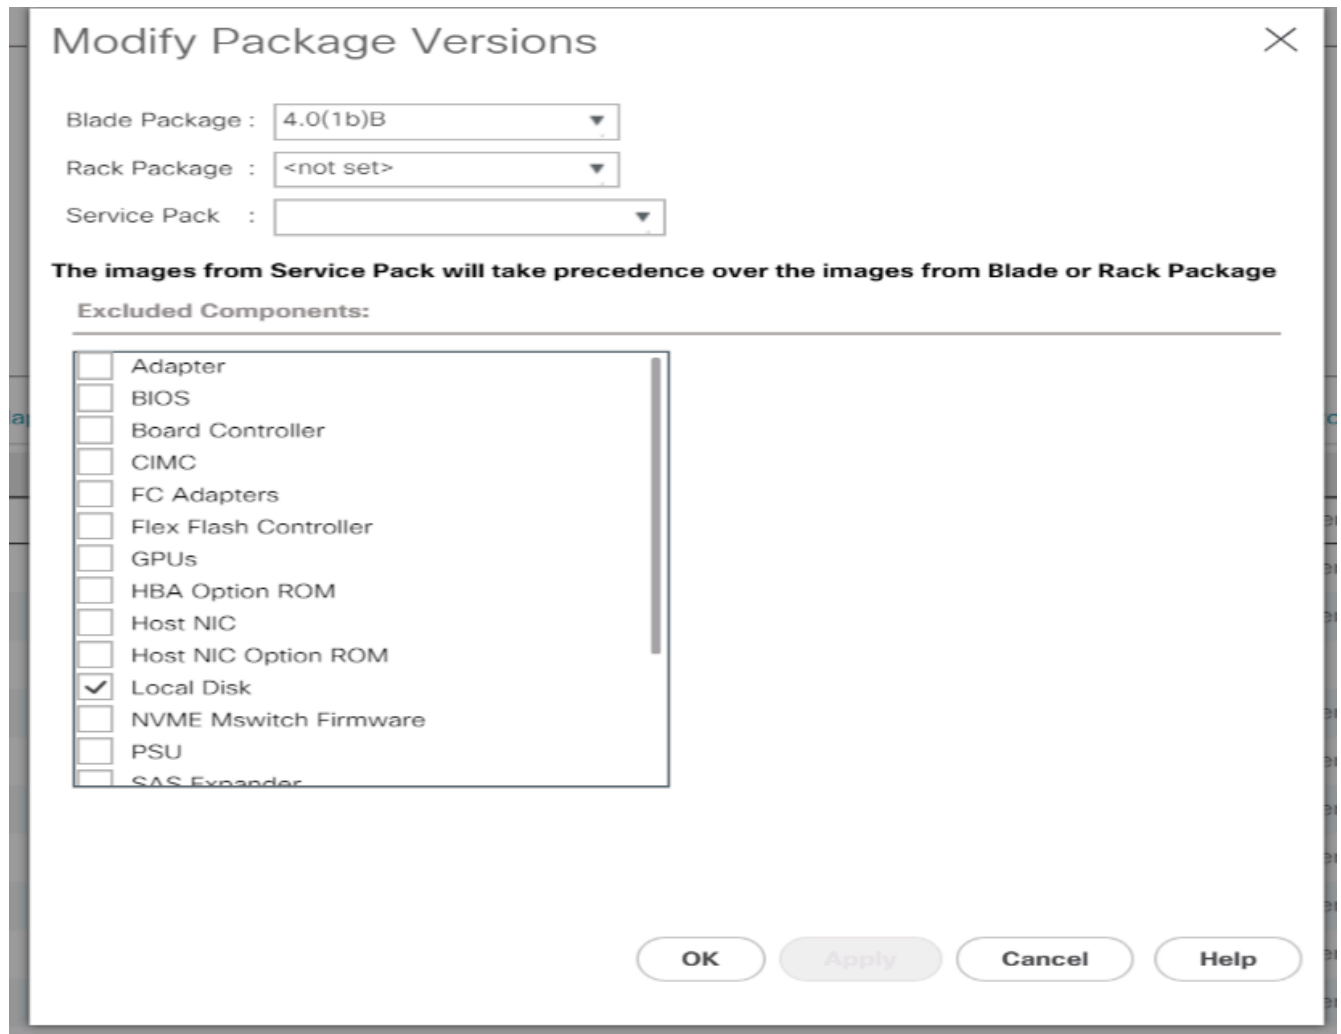 Modify Package Versions
Blade Package : 4.0(1b)B
Rack Package : <not set>
Service Pack :
The images from Service Pack will take precedence over the images from Blade or Rack Package
Excluded Components:
Adapter
BIOS
Board Controller
CIMC
FC Adapters
Flex Flash Controller
GPUs
HBA Option ROM
Host NIC
Host NIC Option ROM
Local Disk
NVME Mswitch Firmware
PSU
SAS Expander
OK Apply Cancel Help